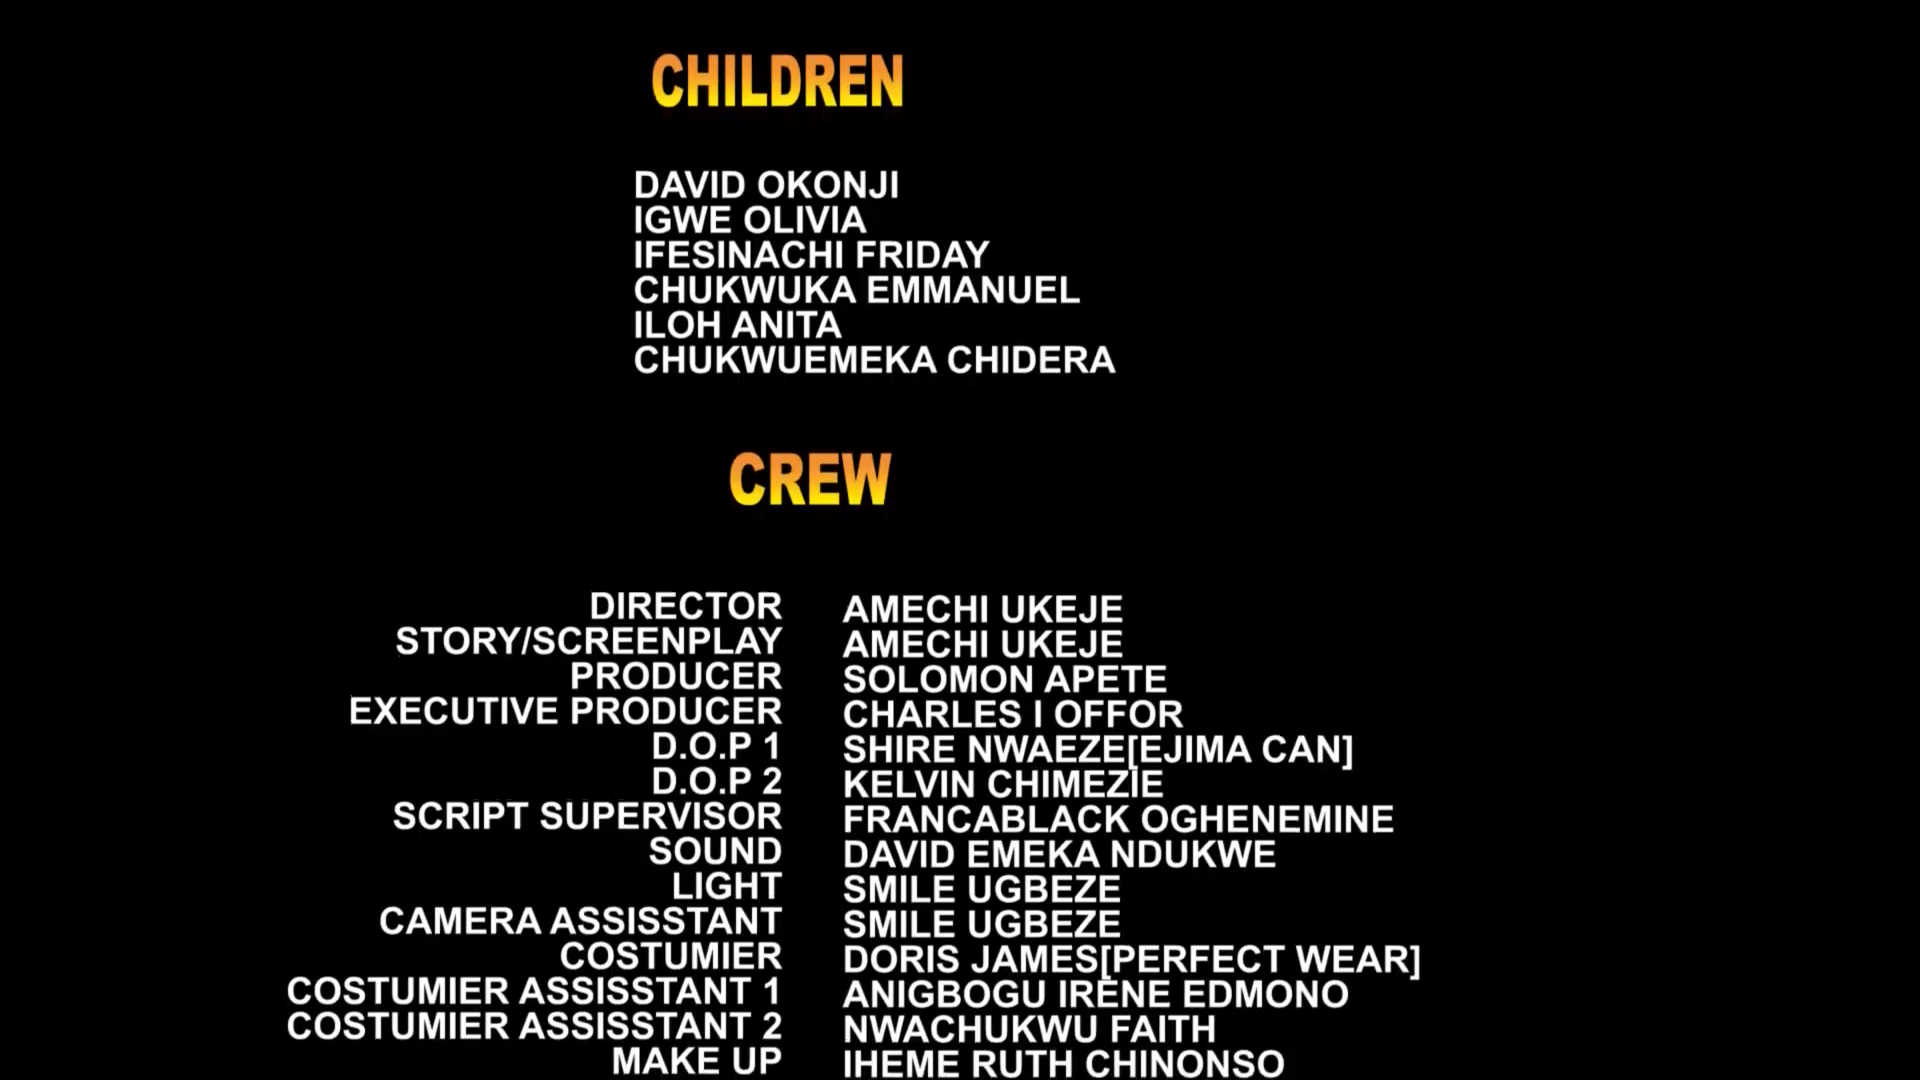 CHILDREN
DAVID OKONJI
IGWE OLIVIA
IFESINACHI FRIDAY
CHUKWUKA EMMANUEL
ILOH ANITA
CHUKWUEMEKA CHIDERA
CREW
DIRECTOR AMECHI UKEJE
STORY/SCREENPLAY AMECHI UKEJE
PRODUCER SOLOMON APETE
EXECUTIVE PRODUCER CHARLES I OFFOR
D.O.P 1 SHIRE NWAEZE[EJIMA CAN]
D.O.P 2 KELVIN CHIMEZIE
SCRIPT SUPERVISOR FRANCABLACK OGHENEMINE
SOUND DAVID EMEKA NDUKWE
LIGHT SMILE UGBEZE
CAMERA ASSISSTANT SMILE UGBEZE
COSTUMIER DORIS JAMES[PERFECT WEAR]
COSTUMIER ASSISSTANT 1 ANIGBOGU IRENE EDMONO
COSTUMIER ASSISSTANT 2 NWACHUKWU FAITH
MAKE UP IHEME RUTH CHINONSO